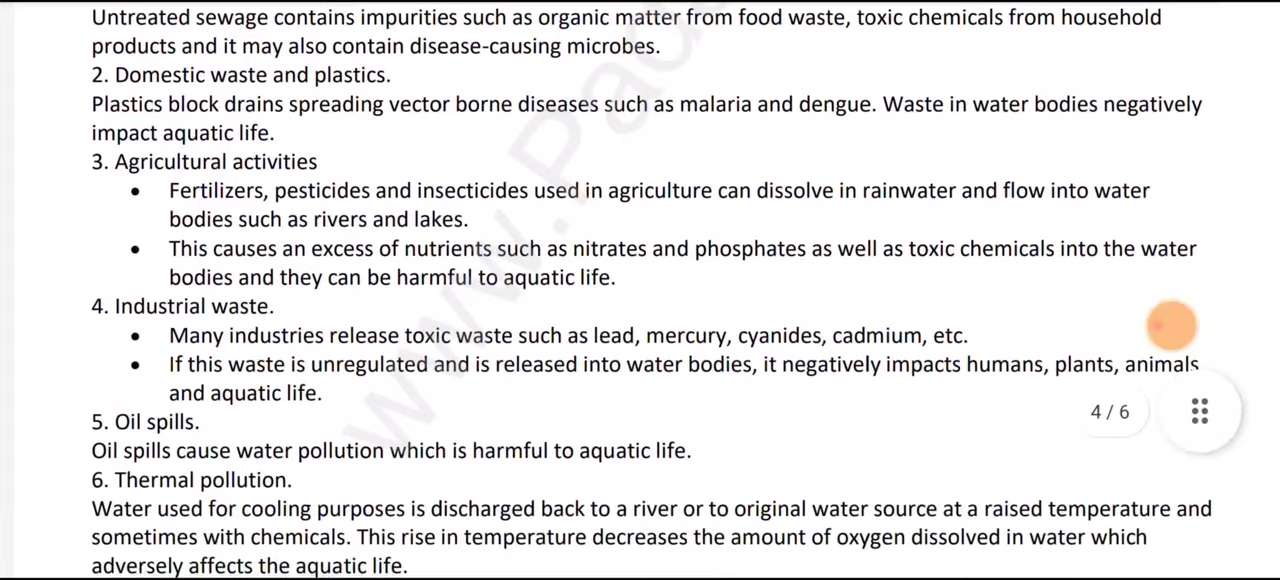 Untreated sewage contains impurities such as organic matter from food waste, toxic chemicals from household
products and it may also contain disease-causing microbes.
2. Domestic waste and plastics.
Plastics block drains spreading vector borne diseases such as malaria and dengue. Waste in water bodies negatively
impact aquatic life.
3. Agricultural activities
• Fertilizers, pesticides and insecticides used in agriculture can dissolve in rainwater and flow into water
bodies such as rivers and lakes.
• This causes an excess of nutrients such as nitrates and phosphates as well as toxic chemicals into the water
bodies and they can be harmful to aquatic life.
4. Industrial waste.
• Many industries release toxic waste such as lead, mercury, cyanides, cadmium, etc.
• If this waste is unregulated and is released into water bodies, it negatively impacts humans, plants, animals
and aquatic life.
4 / 6
5. Oil spills.
Oil spills cause water pollution which is harmful to aquatic life.
6. Thermal pollution.
Water used for cooling purposes is discharged back to a river or to original water source at a raised temperature and
sometimes with chemicals. This rise in temperature decreases the amount of oxygen dissolved in water which
adversely affects the aquatic life.